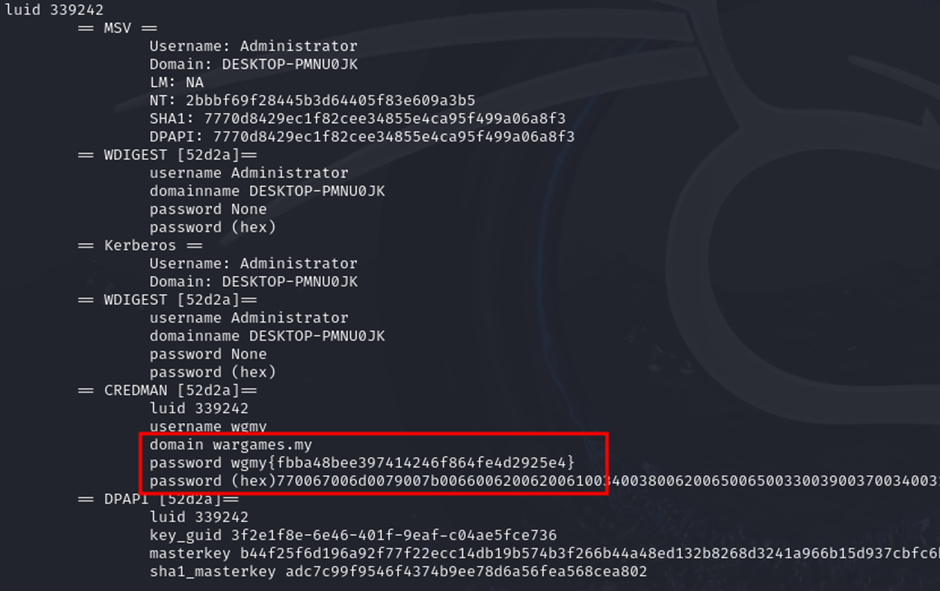 luid 339242
== MSV ==
Username: Administrator
Domain: DESKTOP-PMNU0JK
LM: NA
NT: 2bbbf69f28445b3d64405f83e609a3b5
SHA1: 7770d8429ec1f82cee34855e4ca95f499a06a8f3
DPAPI: 7770d8429ec1f82cee34855e4ca95f499a06a8f3
== WDIGEST [52d2a]==
username Administrator
domainname DESKTOP-PMNU0JK
password None
password (hex)
== Kerberos ==
Username: Administrator
Domain: DESKTOP-PMNU0JK
== WDIGEST [52d2a]==
username Administrator
domainname DESKTOP-PMNU0JK
password None
password (hex)
== CREDMAN [52d2a]==
luid 339242
username wgmy
domain wargames.my
password wgmy{fbba48bee397414246f864fe4d2925e4}
password (hex)770067006d0079007b0066006200620061003400380062006500650033003900370034003
== DPAPI [52d2a]==
luid 339242
key_guid 3f2e1f8e-6e46-401f-9eaf-c04ae5fce736
masterkey b44f25f6d196a92f77f22ecc14db19b574b3f266b44a48ed132b8268d3241a966b15d937cbfc6b
sha1_masterkey adc7c99f9546f4374b9ee78d6a56fea568cea802